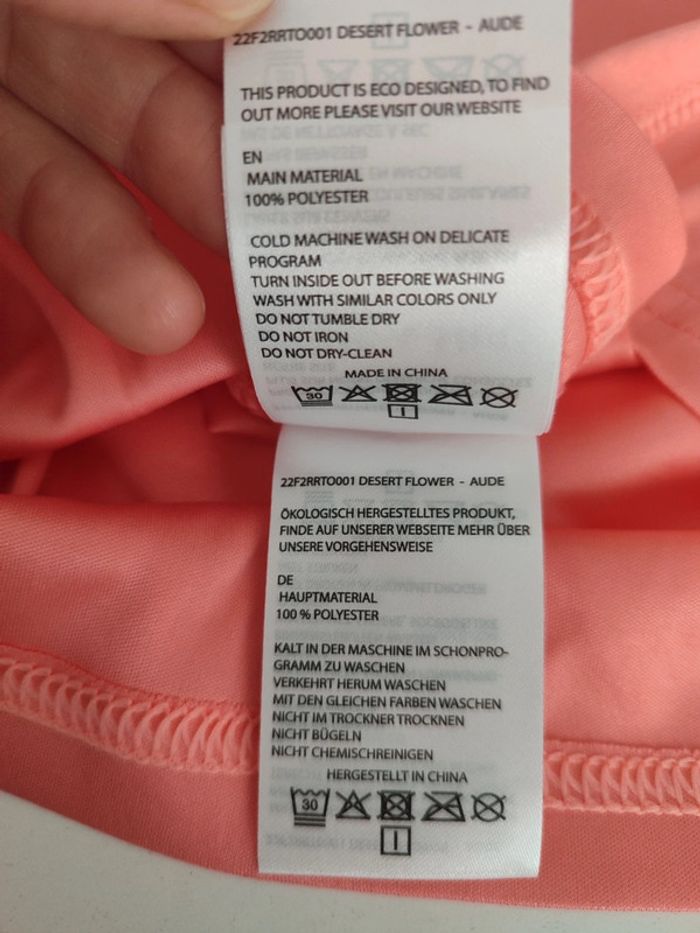 22F2RRTO001 DESERT FLOWER - AUDE
THIS PRODUCT IS ECO DESIGNED, TO FIND
OUT MORE PLEASE VISIT OUR WEBSITE
EN
MAIN MATERIAL
100% POLYESTER
COLD MACHINE WASH ON DELICATE
PROGRAM
TURN INSIDE OUT BEFORE WASHING
WASH WITH SIMILAR COLORS ONLY
DO NOT TUMBLE DRY
DO NOT IRON
DO NOT DRY-CLEAN
MADE IN CHINA
30
I
22F2RRTO001 DESERT FLOWER - AUDE
ÖKOLOGISCH HERGESTELLTES PRODUKT,
FINDE AUF UNSERER WEBSEITE MEHR ÜBER
UNSERE VORGEHENSWEISE
DE
HAUPTMATERIAL
100 % POLYESTER
KALT IN DER MASCHINE IM SCHONPRO-
GRAMM ZU WASCHEN
VERKEHRT HERUM WASCHEN
MIT DEN GLEICHEN FARBEN WASCHEN
NICHT IM TROCKNER TROCKNEN
NICHT BÜGELN
NICHT CHEMISCHREINIGEN
HERGESTELLT IN CHINA
30
I